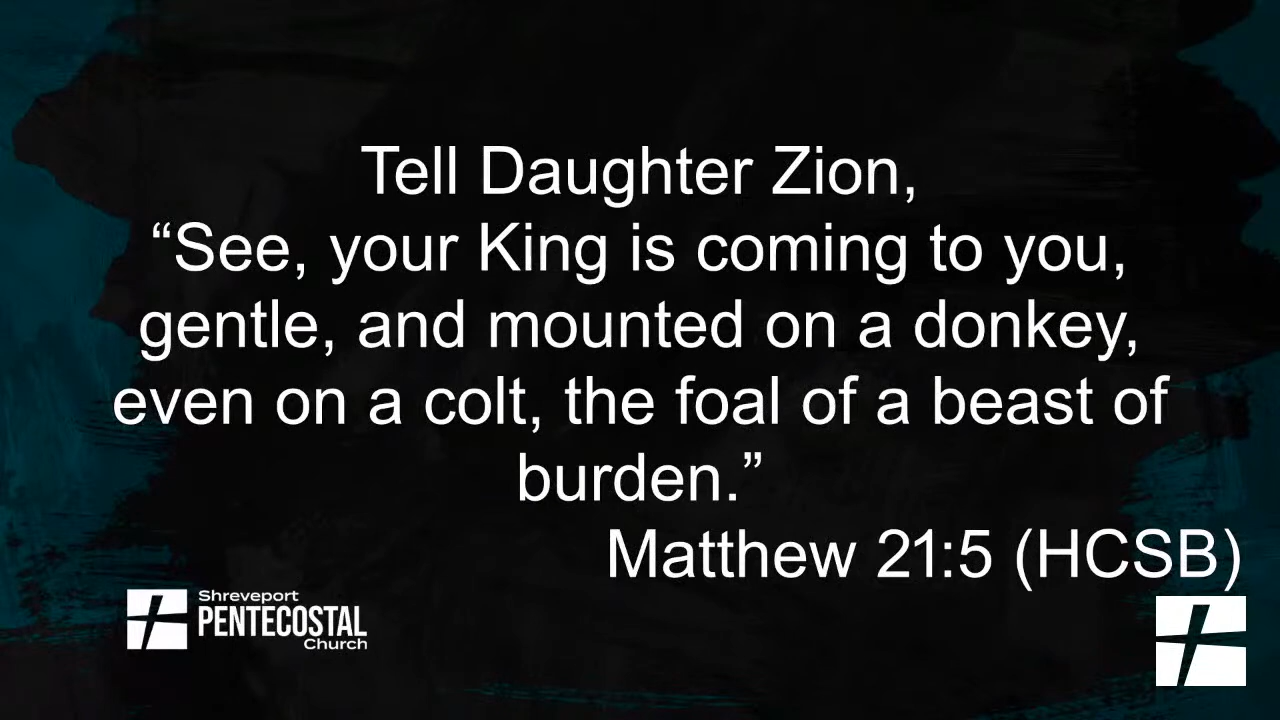 Tell Daughter Zion,
“See, your King is coming to you,
gentle, and mounted on a donkey,
even on a colt, the foal of a beast of
burden.”
Matthew 21:5 (HCSB)
Shreveport
PENTECOSTAL
Church